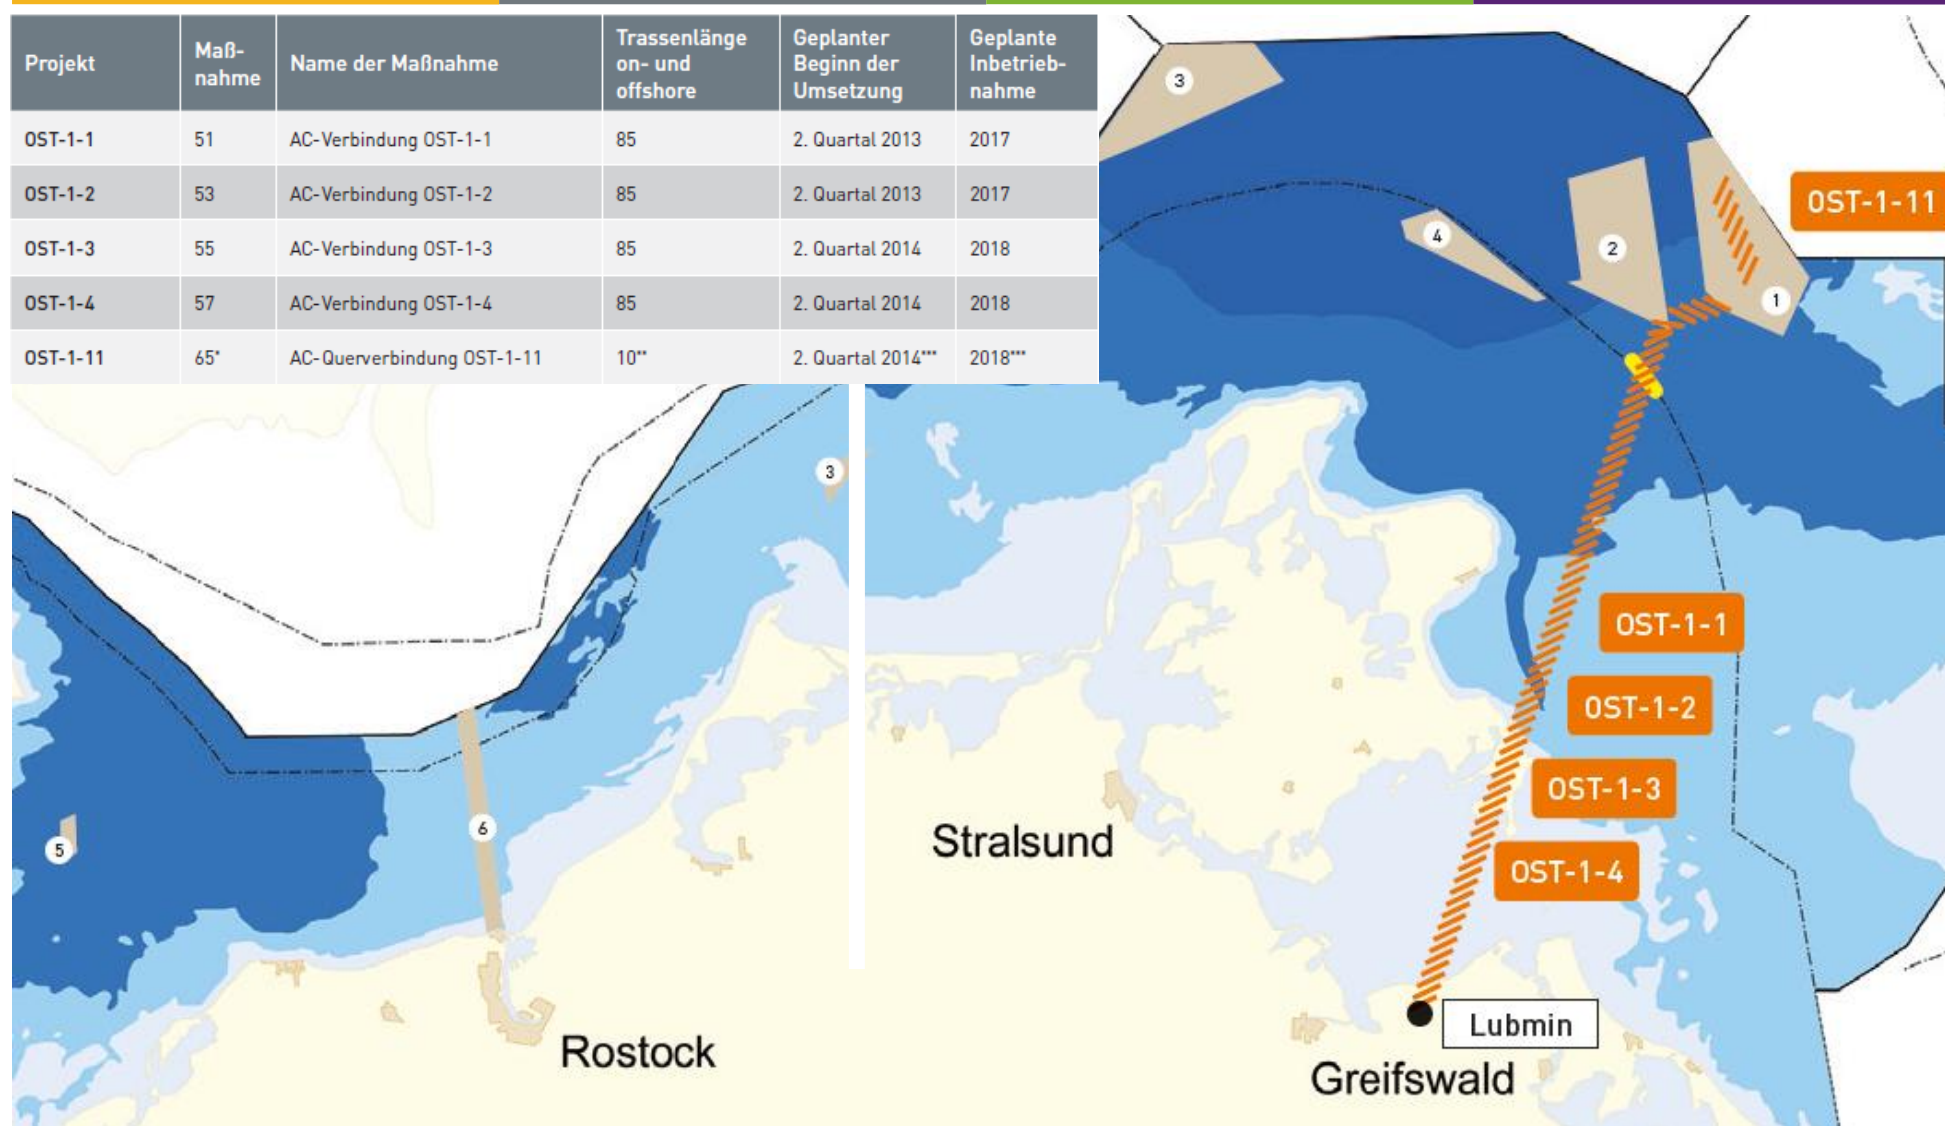 Projekt
Maß-
nahme
Name der Maßnahme
Trassenlänge
on- und
offshore
Geplanter
Beginn der
Umsetzung
Geplante
Inbetrieb-
nahme
OST-1-1 51 AC-Verbindung OST-1-1 85 2. Quartal 2013 2017
OST-1-2 53 AC-Verbindung OST-1-2 85 2. Quartal 2013 2017
OST-1-3 55 AC-Verbindung OST-1-3 85 2. Quartal 2014 2018
OST-1-4 57 AC-Verbindung OST-1-4 85 2. Quartal 2014 2018
OST-1-11 65* AC-Querverbindung OST-1-11 10** 2. Quartal 2014*** 2018***
3
OST-1-11
4
2
1
3
OST-1-1
OST-1-2
OST-1-3
6
Stralsund
5
OST-1-4
Lubmin
Rostock
Greifswald